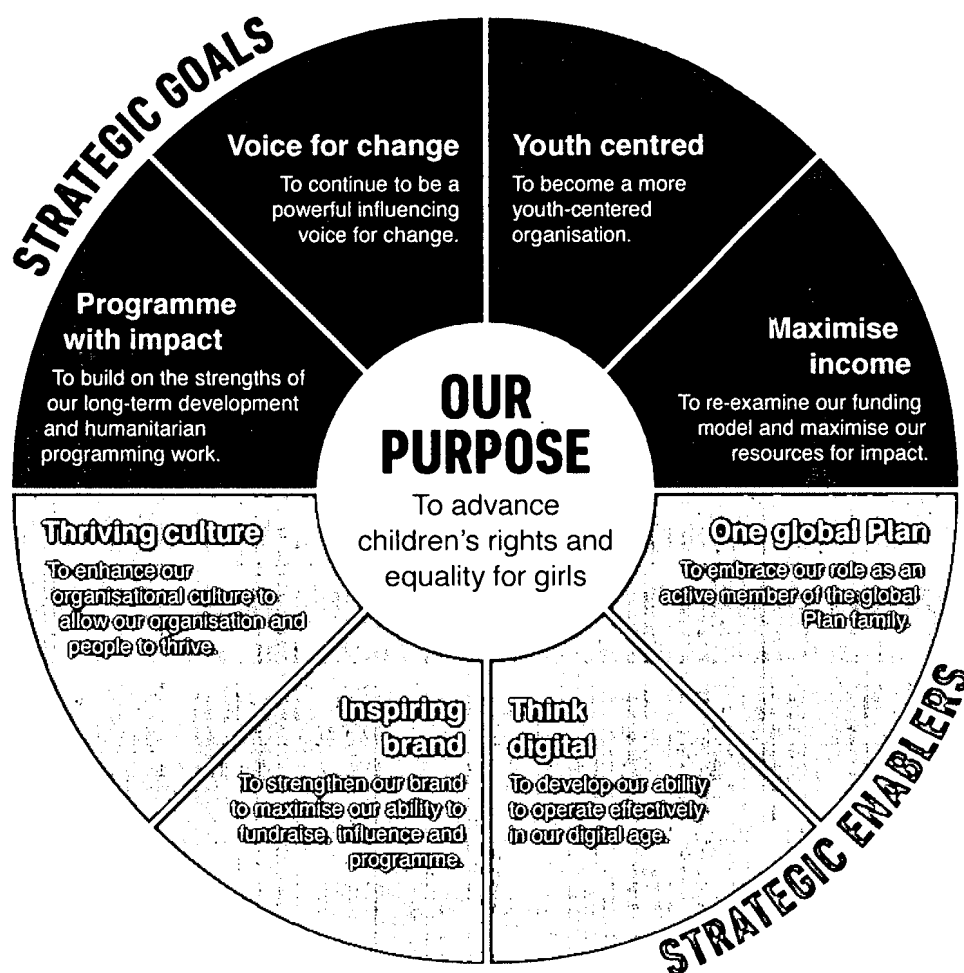 STRATEGIC GOALS
Voice for change
To continue to be a
powerful influencing
voice for change.
Youth centred
To become a more
youth-centered
organisation.
Programme
with impact
To build on the strengths of
our long-term development
and humanitarian
programming work.
Maximise
income
To re-examine our funding
model and maximise our
resources for impact.
OUR
PURPOSE
To advance
children's rights and
equality for girls
Thriving culture
To enhance our
organisational culture to
allow our organisation and
people to thrive.
One global Plan
To embrace our role as an
active member of the global
Plan family.
Inspiring
brand
To strengthen our brand
to maximise our ability to
fundraise, influence and
programme.
Think
digital
To develop our ability
to operate effectively
in our digital age.
STRATEGIC ENABLERS